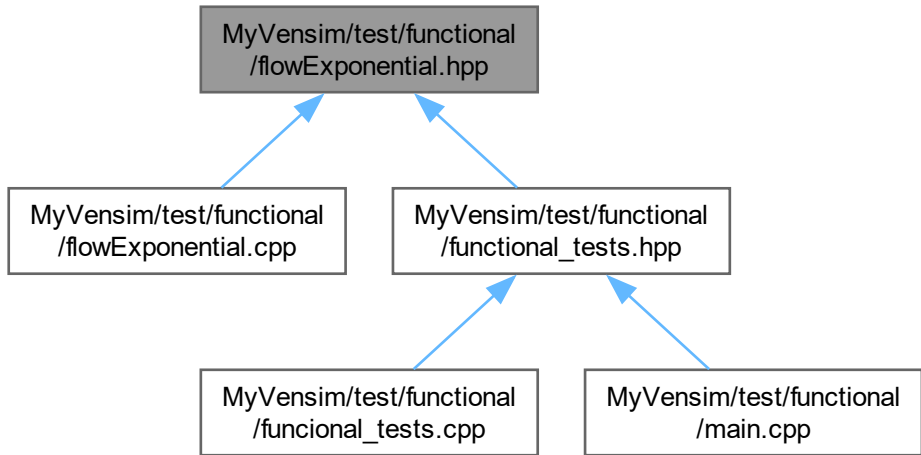 MyVensim/test/functional
/flowExponential.hpp
MyVensim/test/functional
/flowExponential.cpp
MyVensim/test/functional
/functional_tests.hpp
MyVensim/test/functional
/funcional_tests.cpp
MyVensim/test/functional
/main.cpp